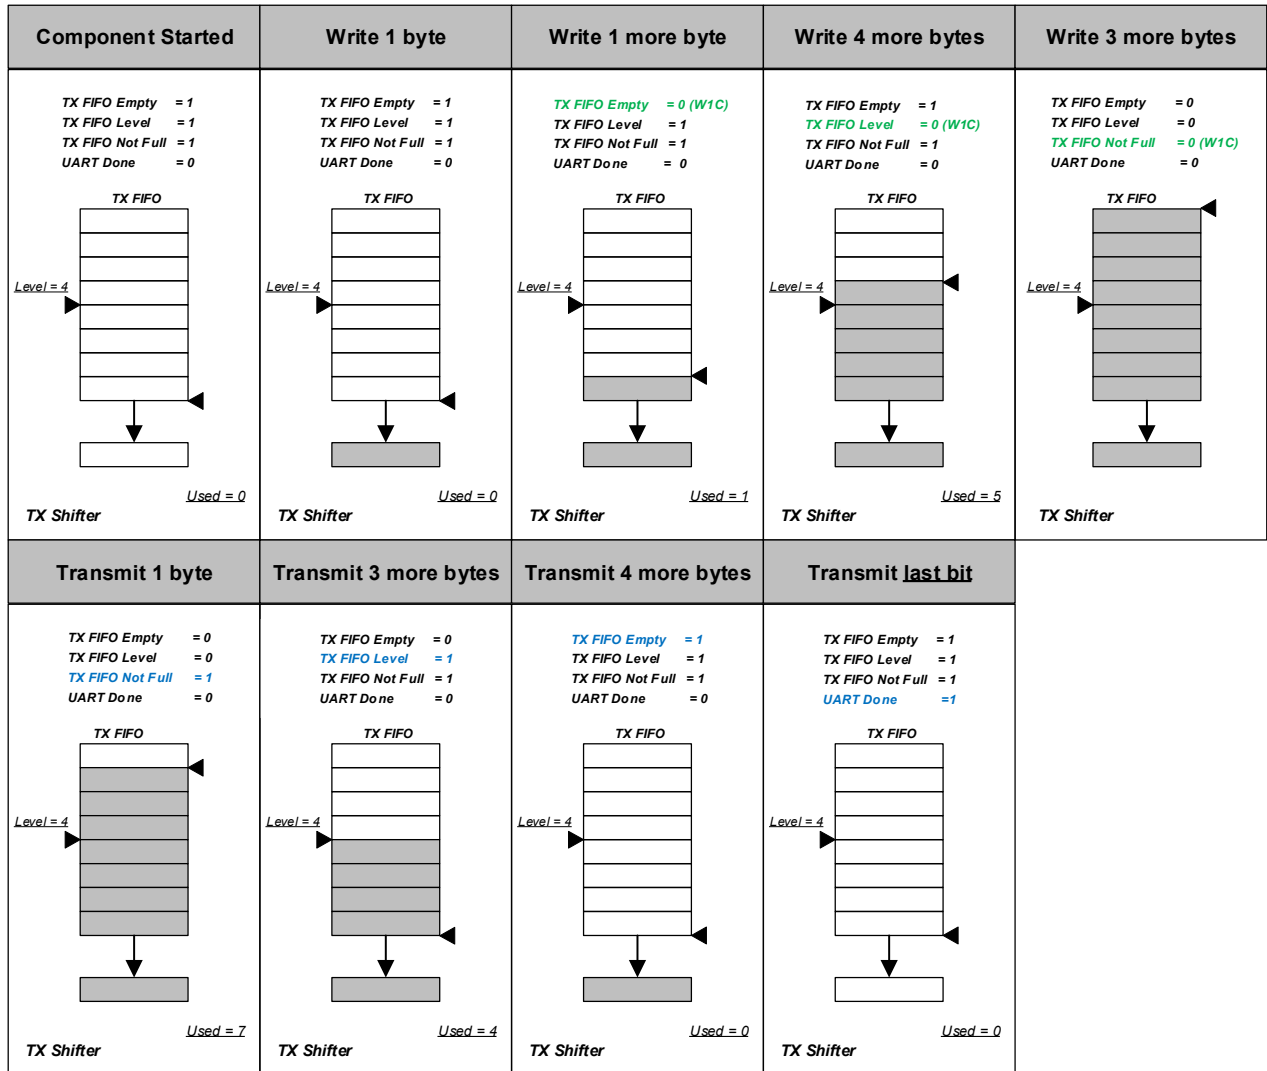 Component Started
TX FIFO Empty = 1
TX FIFO Level = 1
TX FIFO Not Full = 1
UART Done = 0
TX FIFO
Level = 4
Used = 0
TX Shifter
Write 1 byte
TX FIFO Empty = 1
TX FIFO Level = 1
TX FIFO Not Full = 1
UART Done = 0
TX FIFO
Level = 4
Used = 0
TX Shifter
Write 1 more byte
TX FIFO Empty = 0 (W1C)
TX FIFO Level = 1
TX FIFO Not Full = 1
UART Done = 0
TX FIFO
Level = 4
Used = 1
TX Shifter
Write 4 more bytes
TX FIFO Empty = 1
TX FIFO Level = 0 (W1C)
TX FIFO Not Full = 1
UART Done = 0
TX FIFO
Level = 4
Used = 5
TX Shifter
Write 3 more bytes
TX FIFO Empty = 0
TX FIFO Level = 0
TX FIFO Not Full = 0 (W1C)
UART Done = 0
TX FIFO
Level = 4
TX Shifter
Transmit 1 byte
TX FIFO Empty = 0
TX FIFO Level = 0
TX FIFO Not Full = 1
UART Done = 0
TX FIFO
Level = 4
Used = 7
TX Shifter
Transmit 3 more bytes
TX FIFO Empty = 0
TX FIFO Level = 1
TX FIFO Not Full = 1
UART Done = 0
TX FIFO
Level = 4
Used = 4
TX Shifter
Transmit 4 more bytes
TX FIFO Empty = 1
TX FIFO Level = 1
TX FIFO Not Full = 1
UART Done = 0
TX FIFO
Level = 4
Used = 0
TX Shifter
Transmit last bit
TX FIFO Empty = 1
TX FIFO Level = 1
TX FIFO Not Full = 1
UART Done =1
TX FIFO
Level = 4
Used = 0
TX Shifter